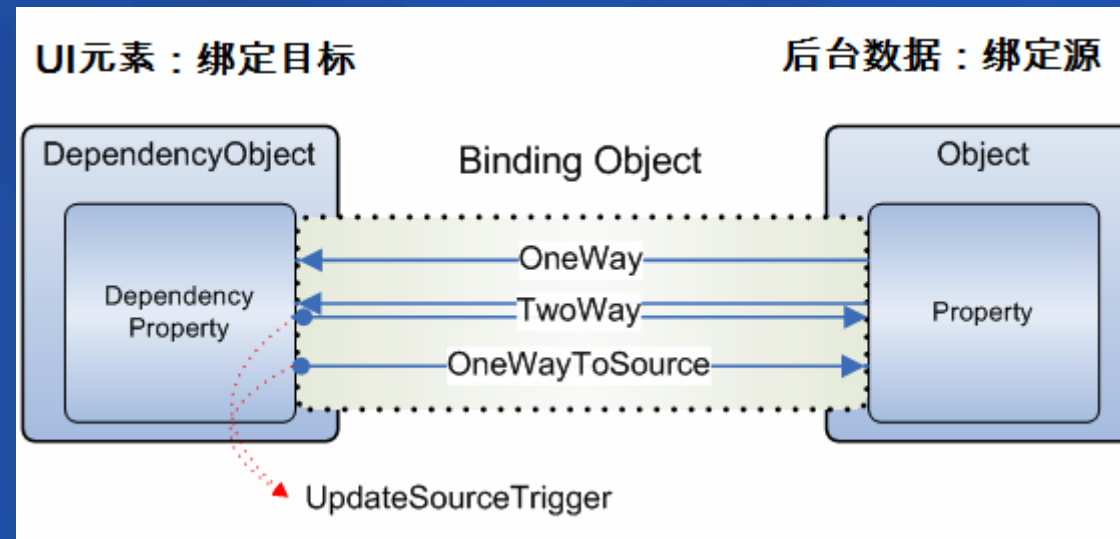 UI元素：绑定目标
后台数据：绑定源
DependencyObject
Binding Object
Object
OneWay
Dependency
Property
TwoWay
Property
OneWayToSource
UpdateSourceTrigger